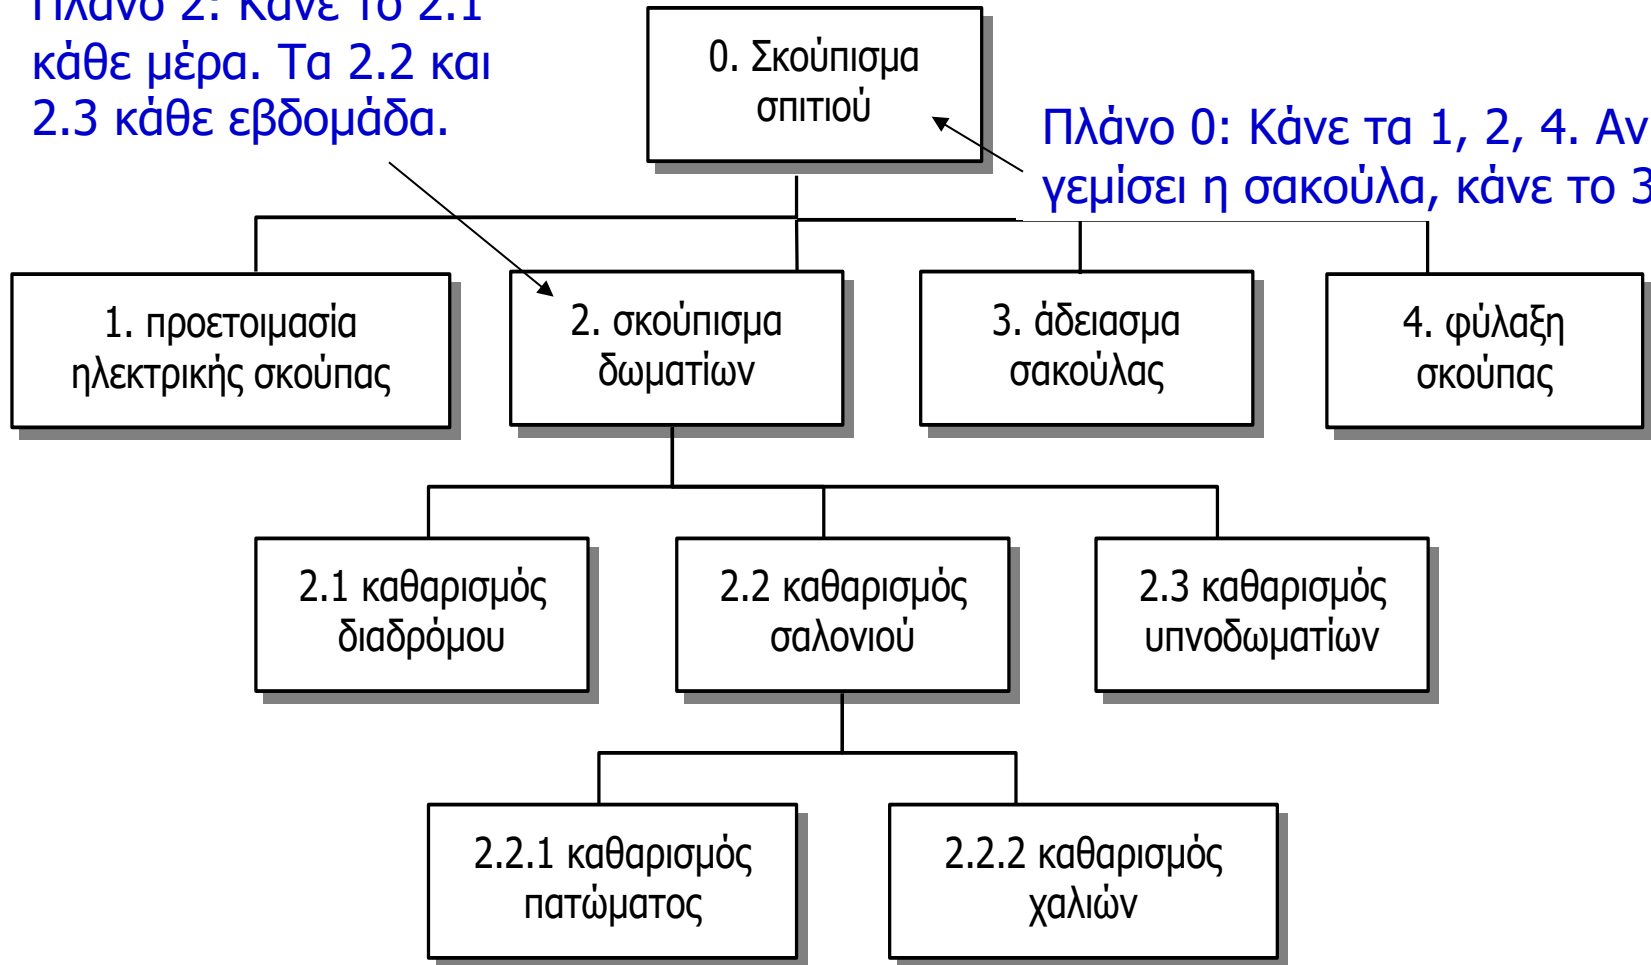 Πλάνο 2: Κάνε το 2.1
κάθε μέρα. Τα 2.2 και
2.3 κάθε εβδομάδα.
0. Σκούπισμα
σπιτιού
Πλάνο 0: Κάνε τα 1, 2, 4. Αν
γεμίσει η σακούλα, κάνε το 3
1. προετοιμασία
ηλεκτρικής σκούπας
2. σκούπισμα
δωματίων
3. άδειασμα
σακούλας
4. φύλαξη
σκούπας
2.1 καθαρισμός
διαδρόμου
2.2 καθαρισμός
σαλονιού
2.3 καθαρισμός
υπνοδωματίων
2.2.1 καθαρισμός
πατώματος
2.2.2 καθαρισμός
χαλιών